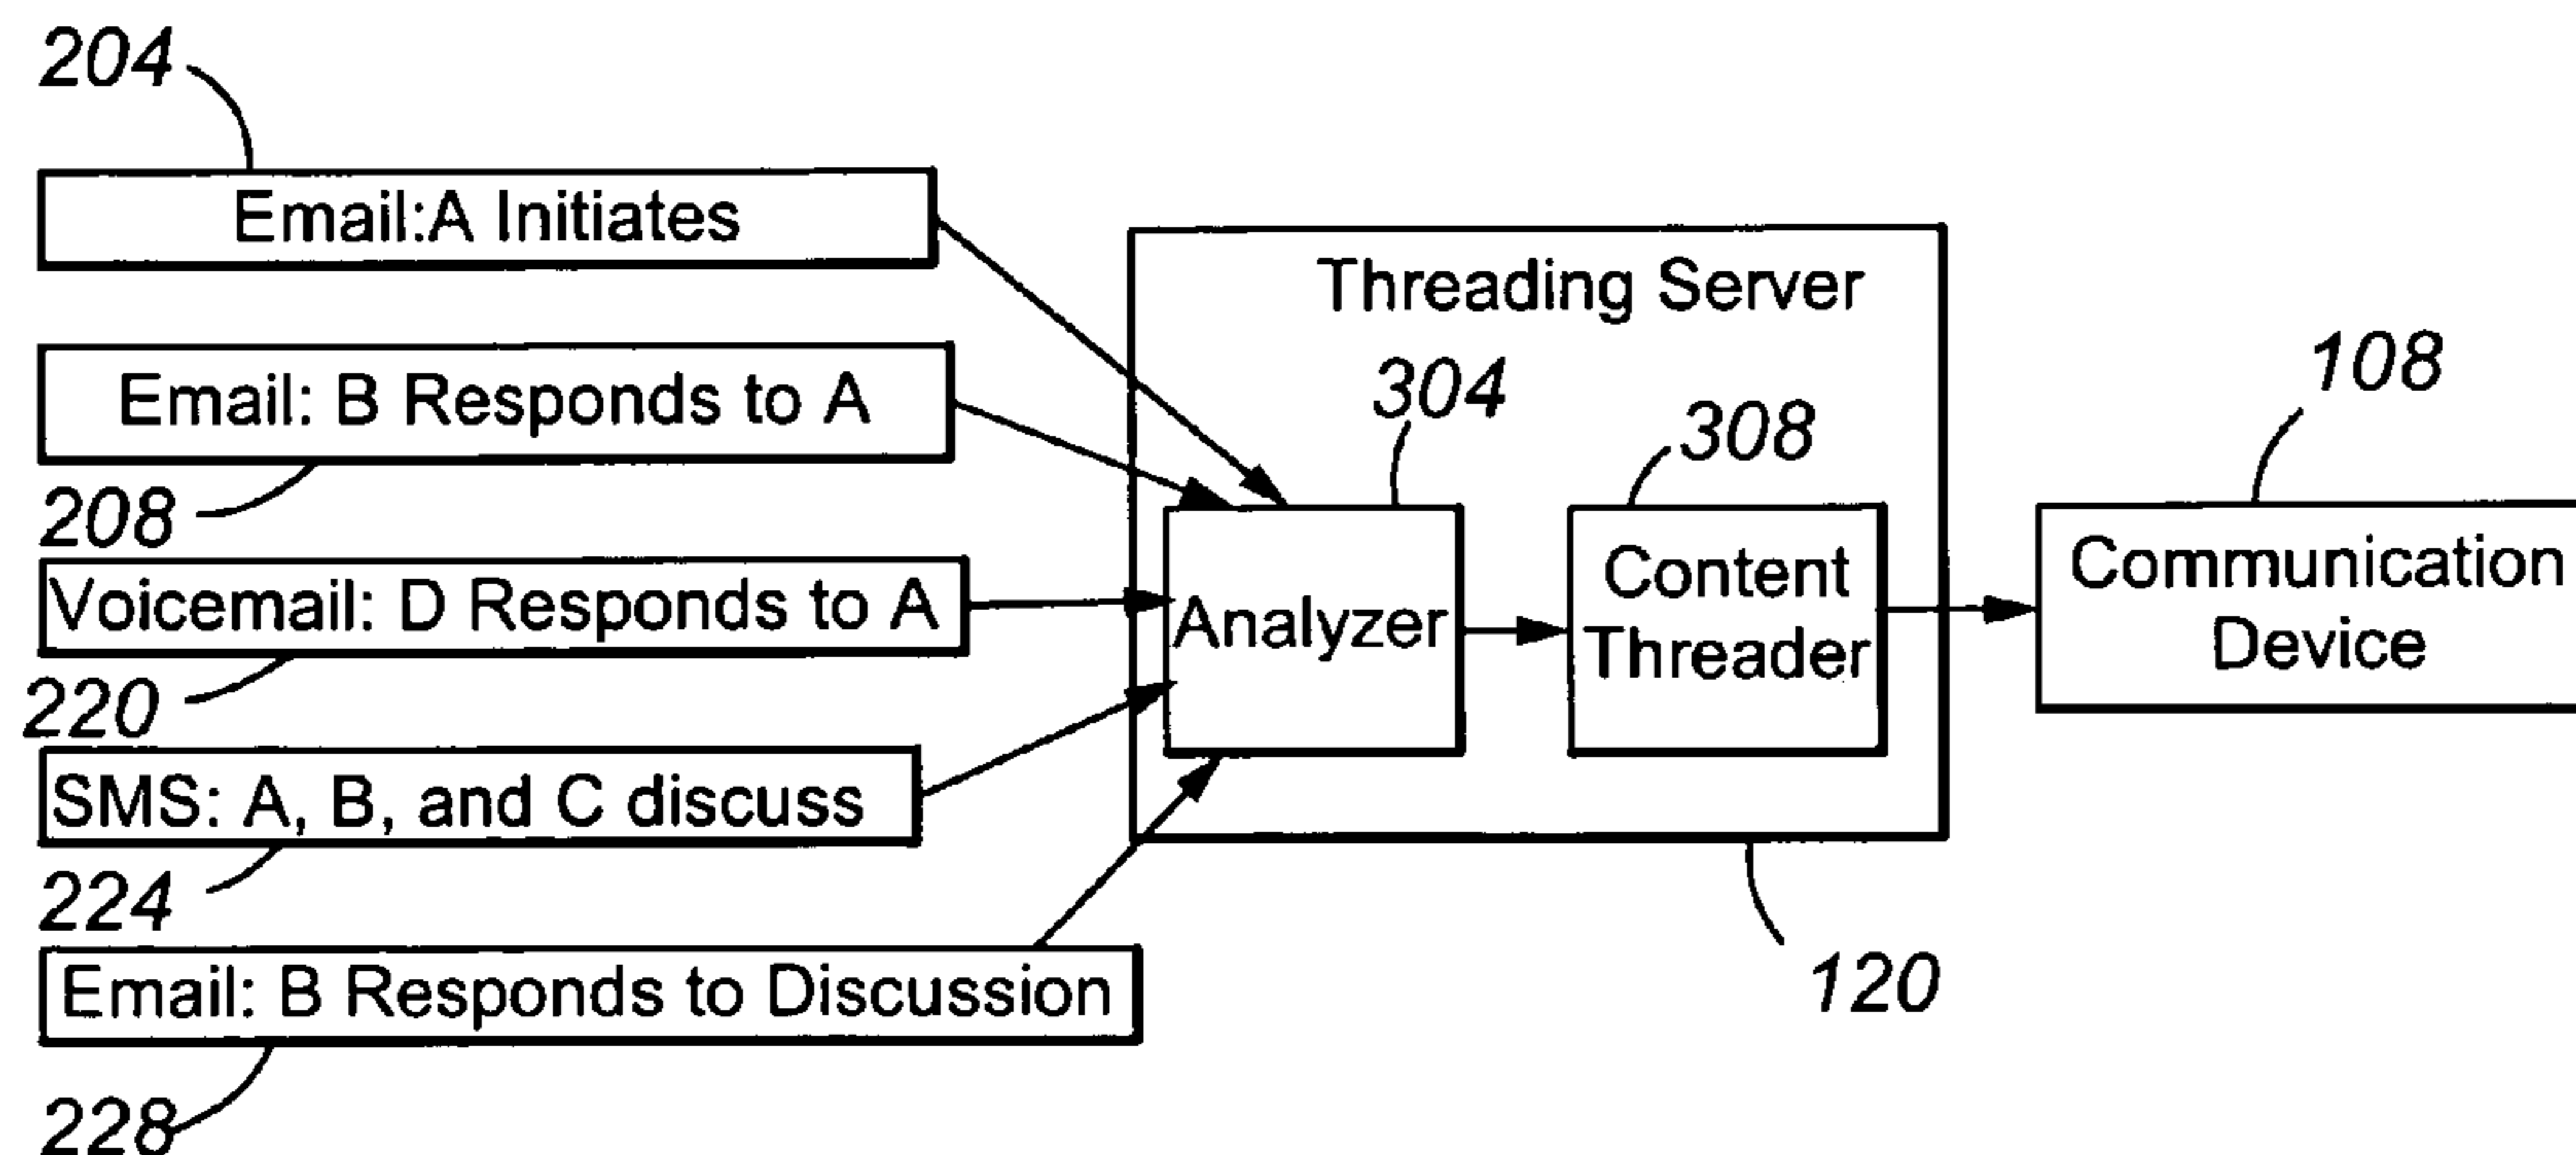 204
Email:A Initiates
Email: B Responds to A
208
Voicemail: D Responds to A
220
SMS: A, B, and C discuss
224
Email: B Responds to Discussion
228
Threading Server
304
Analyzer
308
Content
Threader
120
108
Communication
Device